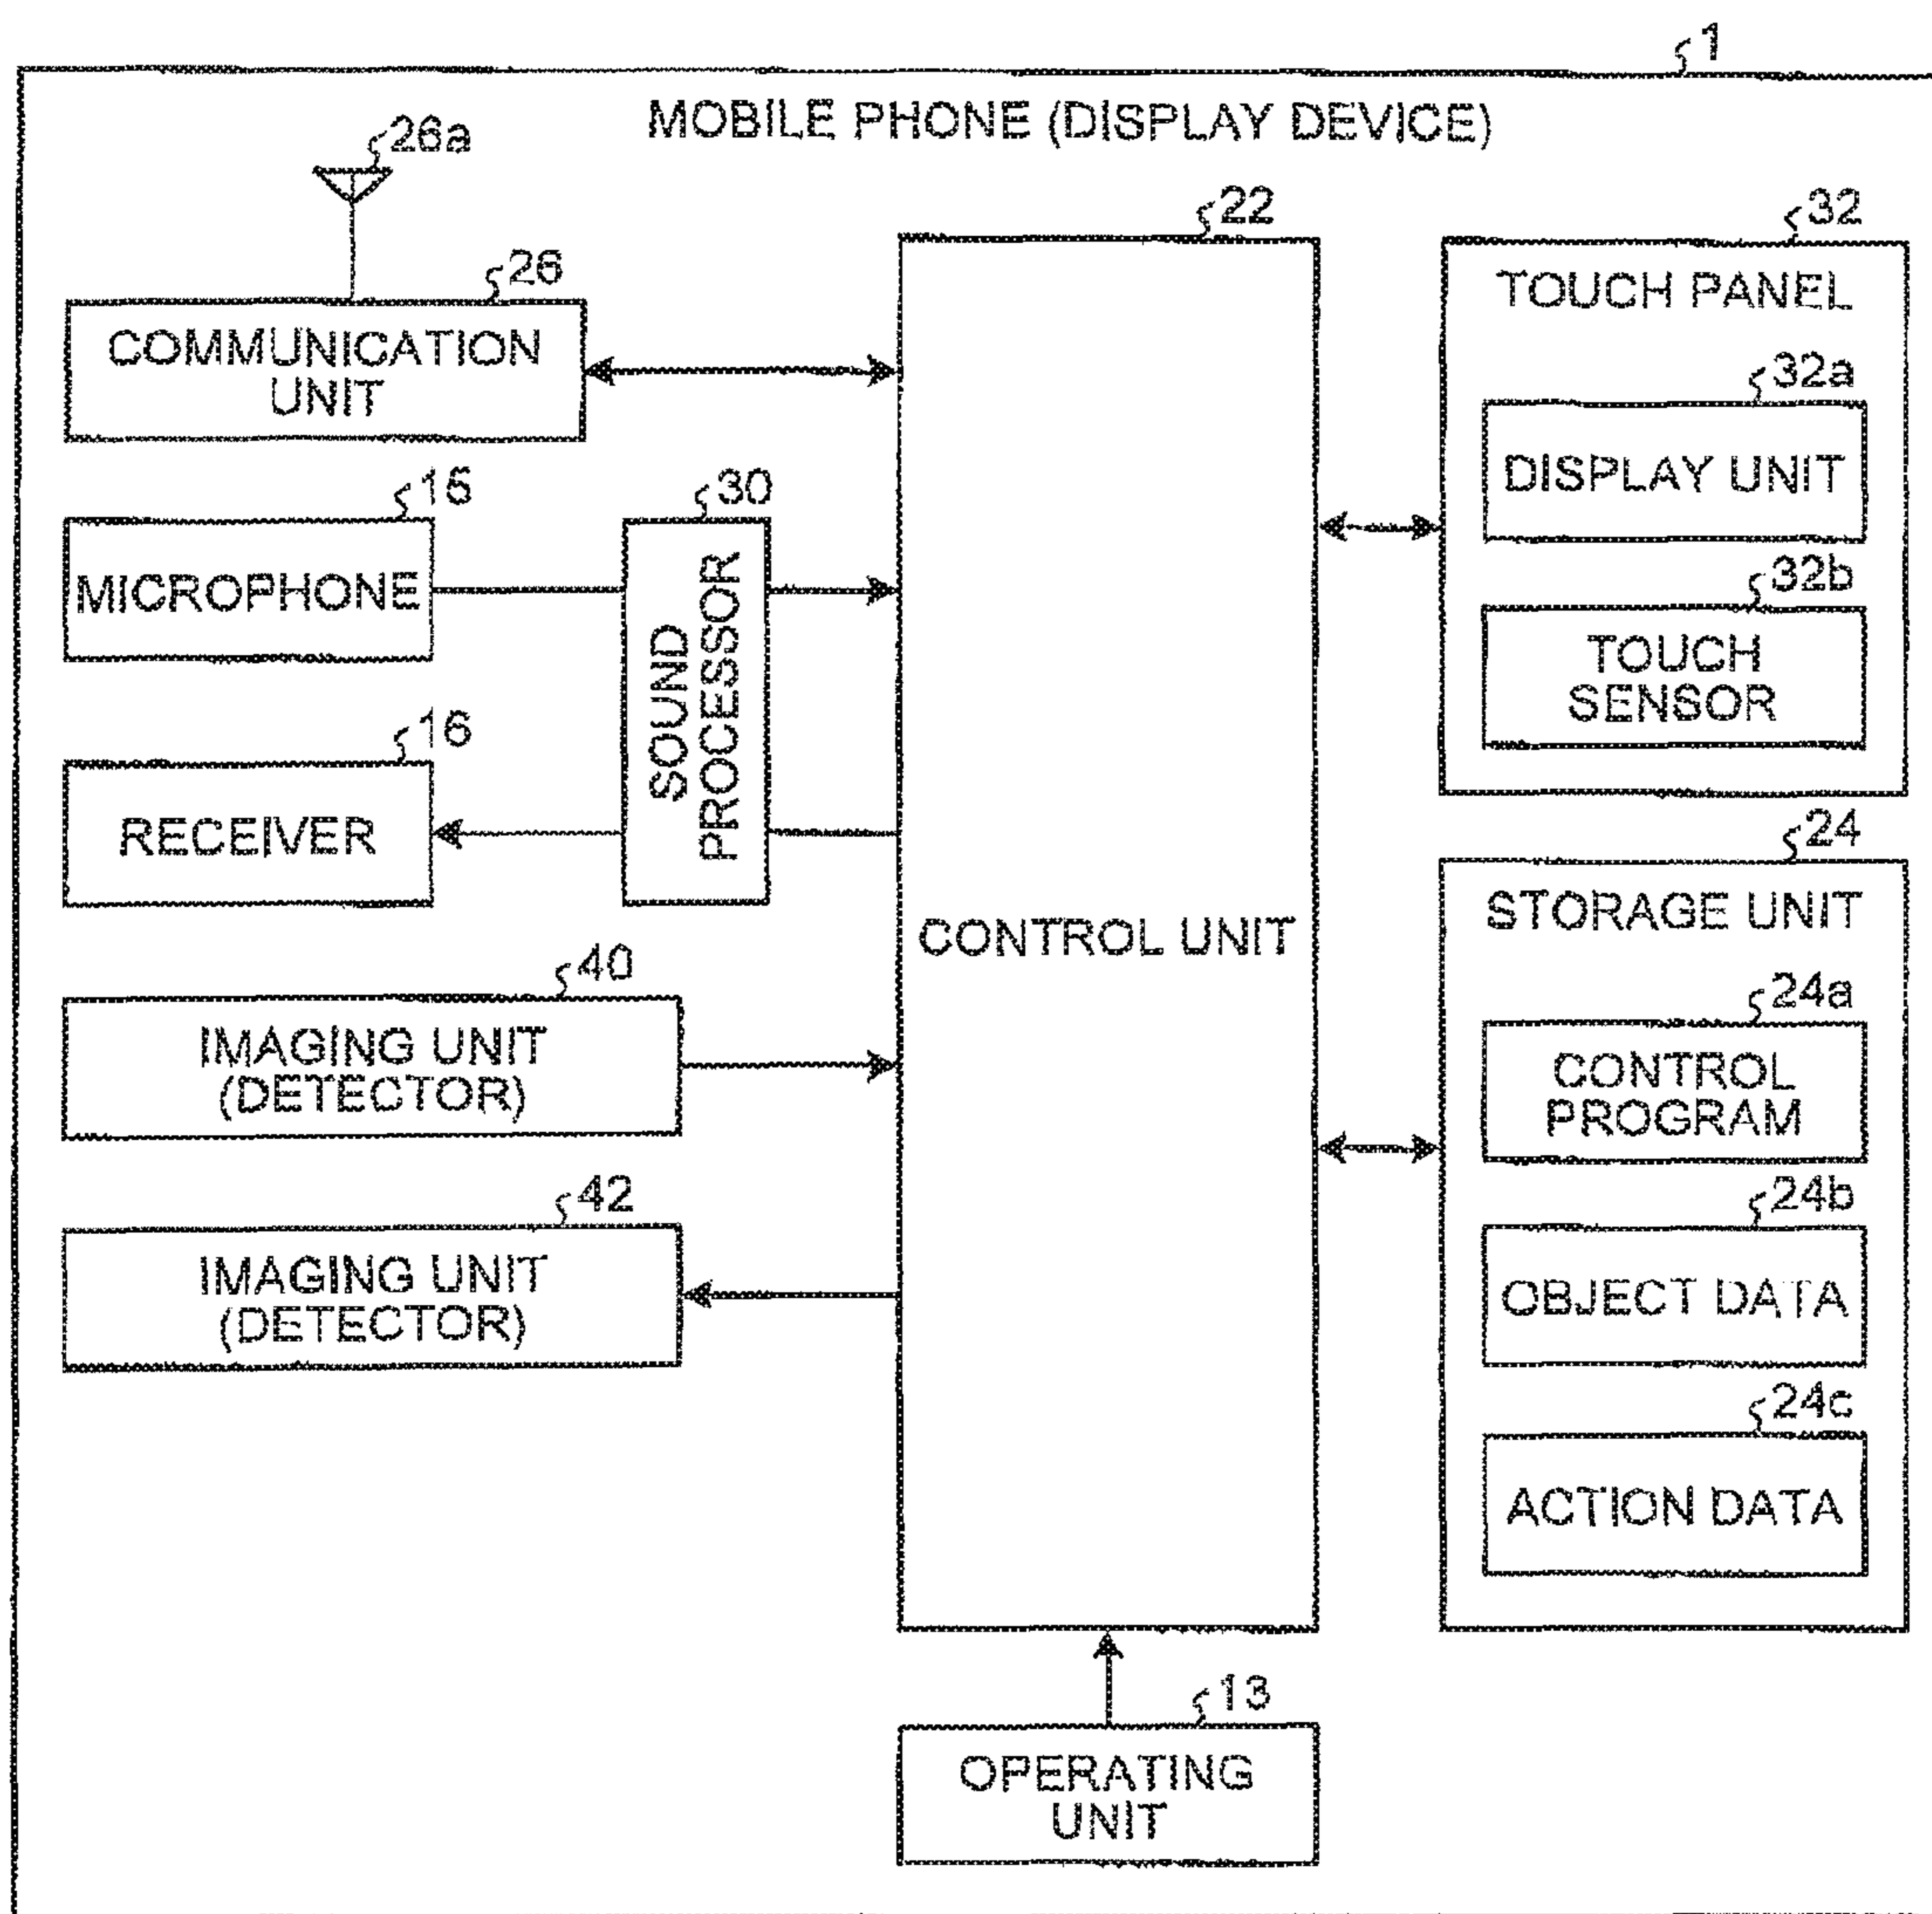 1
MOBILE PHONE (DISPLAY DEVICE)
26a
26
COMMUNICATION
UNIT
15
MICROPHONE
30
SOUND
PROCESSOR
16
RECEIVER
40
IMAGING UNIT
(DETECTOR)
42
IMAGING UNIT
(DETECTOR)
22
CONTROL UNIT
13
OPERATING
UNIT
32
TOUCH PANEL
32a
DISPLAY UNIT
32b
TOUCH
SENSOR
24
STORAGE UNIT
24a
CONTROL
PROGRAM
24b
OBJECT DATA
24c
ACTION DATA